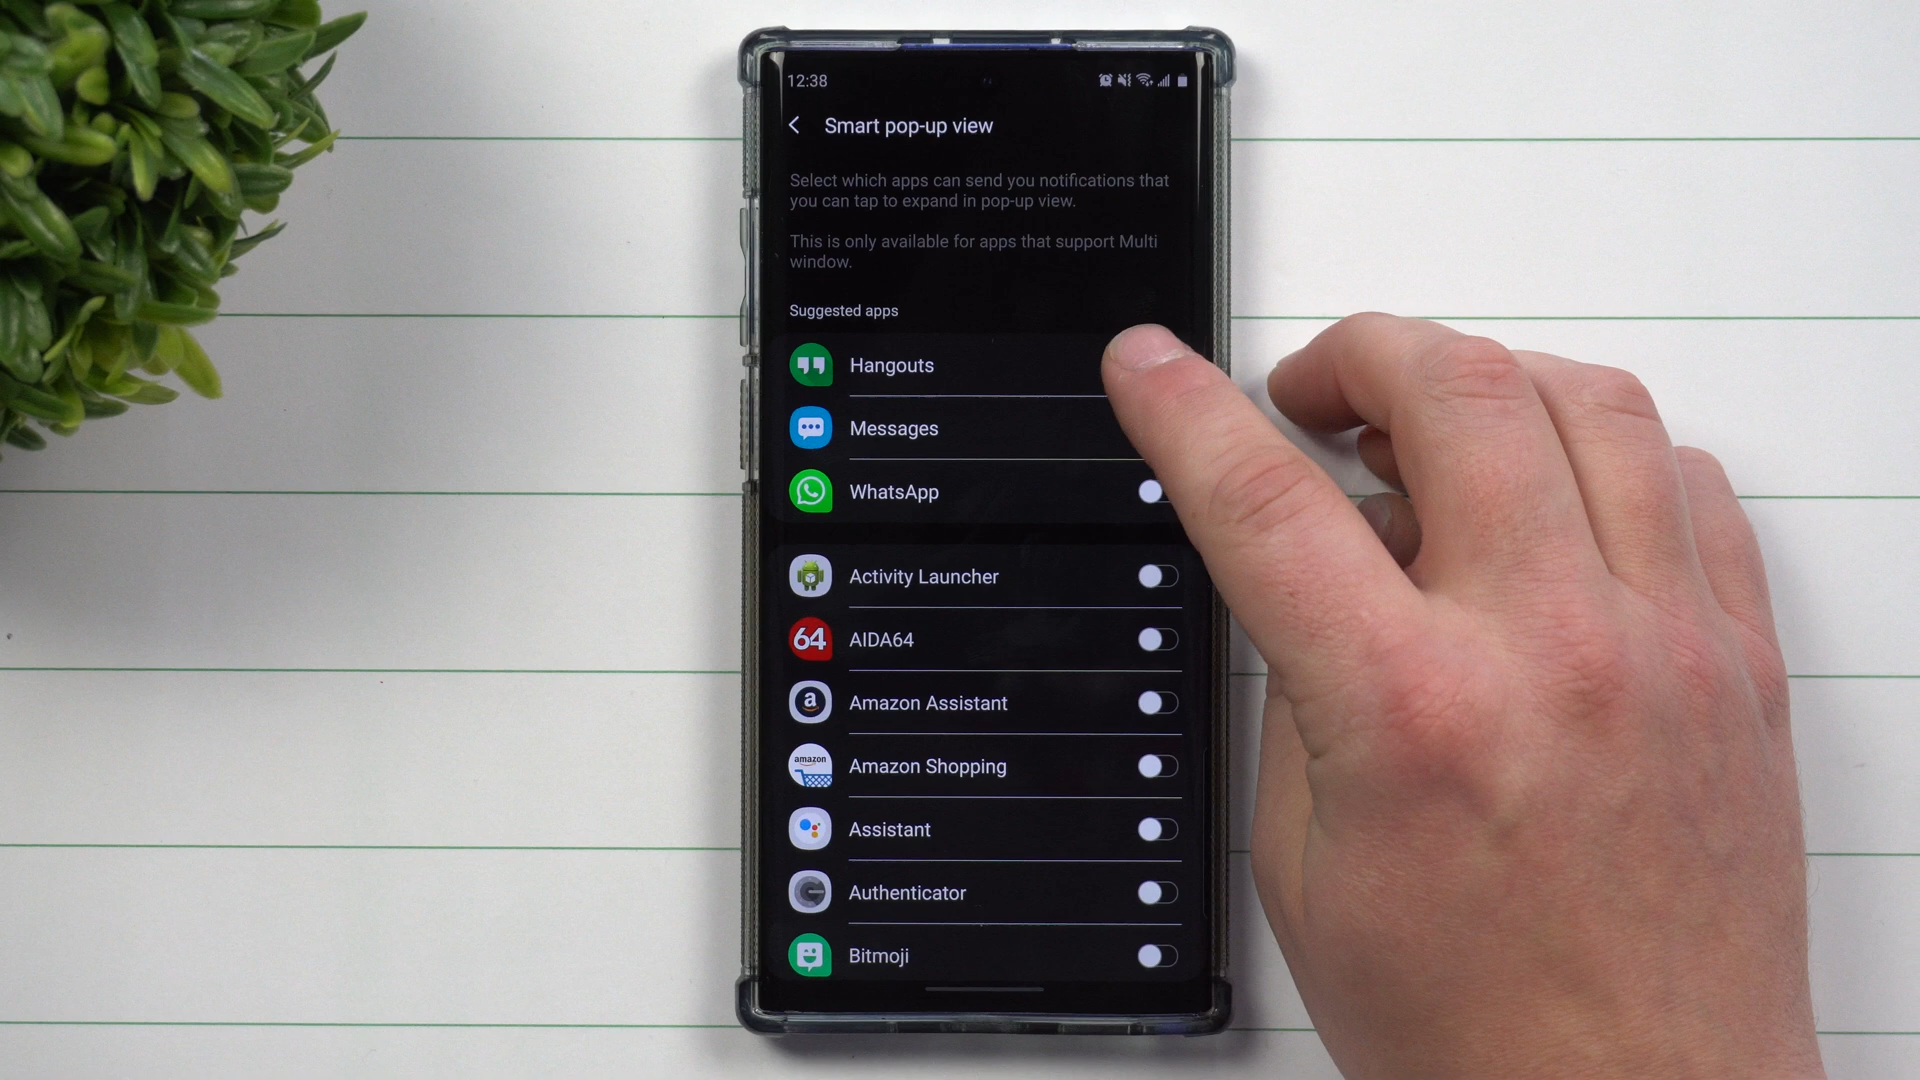 12:38
Smart pop-up view
Select which apps can send you notifications that
you can tap to expand in pop-up view.
This is only available for apps that support Multi
window.
Suggested apps
Hangouts
Messages
WhatsApp
Activity Launcher
64 AIDA64
a Amazon Assistant
amazon Amazon Shopping
Assistant
Authenticator
Bitmoji